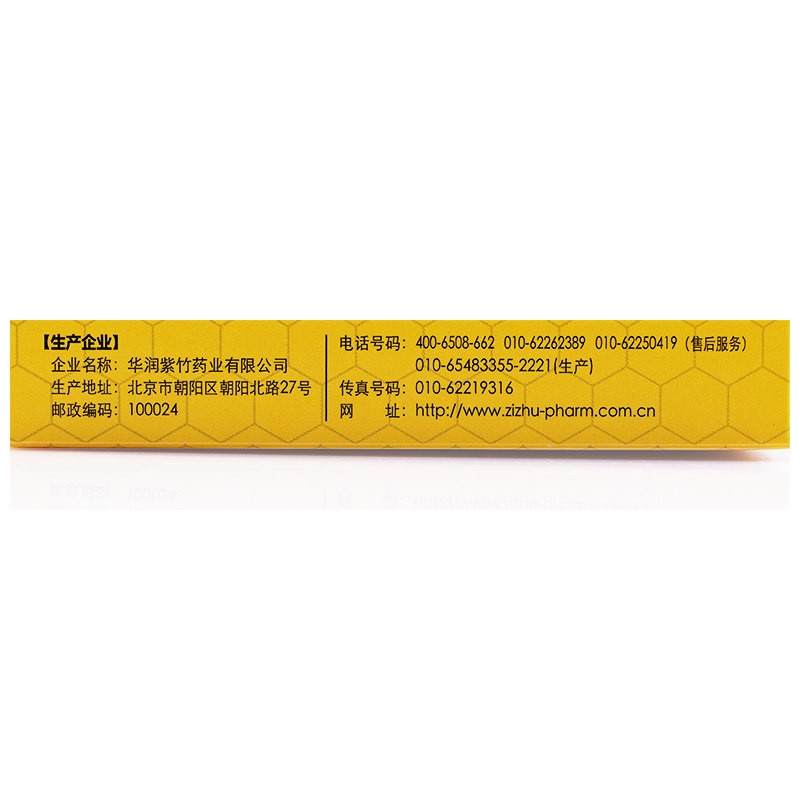 【生产企业】
企业名称：华润紫竹药业有限公司
生产地址：北京市朝阳区朝阳北路27号
邮政编码：100024
电话号码：400-6508-662 010-62262389 010-62250419（售后服务）
010-65483355-2221(生产)
传真号码：010-62219316
网 址：http://www.zizhu-pharm.com.cn